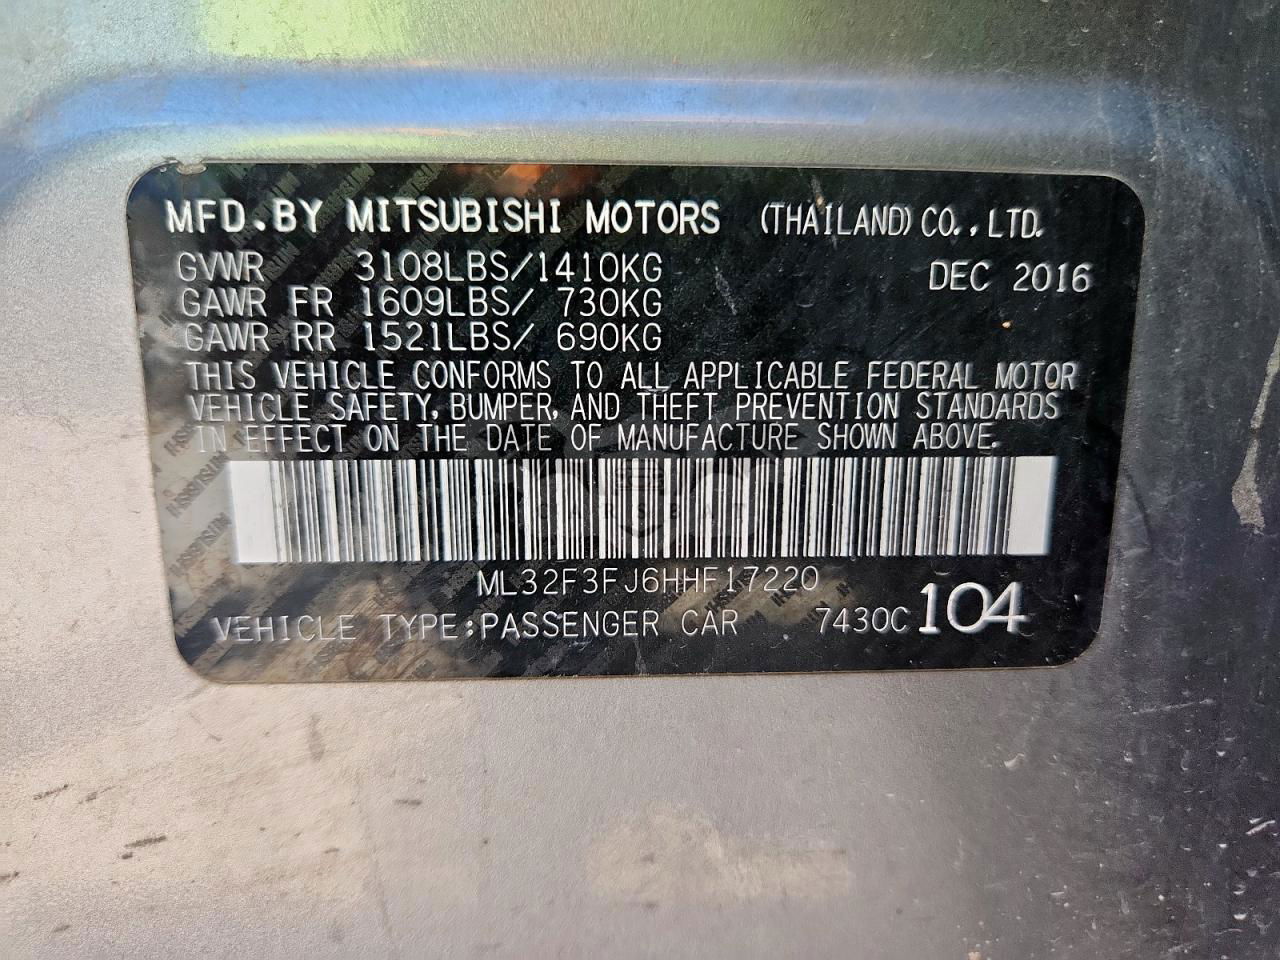 MFD.BY MITSUBISHI MOTORS (THAILAND) CO.,LTD.
GVWR 3108LBS/1410KG DEC 2016
GAWR FR 1609LBS/ 730KG
GAWR RR 1521LBS/ 690KG
THIS VEHICLE CONFORMS TO ALL APPLICABLE FEDERAL MOTOR
VEHICLE SAFETY, BUMPER, AND THEFT PREVENTION STANDARDS
IN EFFECT ON THE DATE OF MANUFACTURE SHOWN ABOVE.
ML32F3FJ6HHF17220
VEHICLE TYPE:PASSENGER CAR 7430C 104